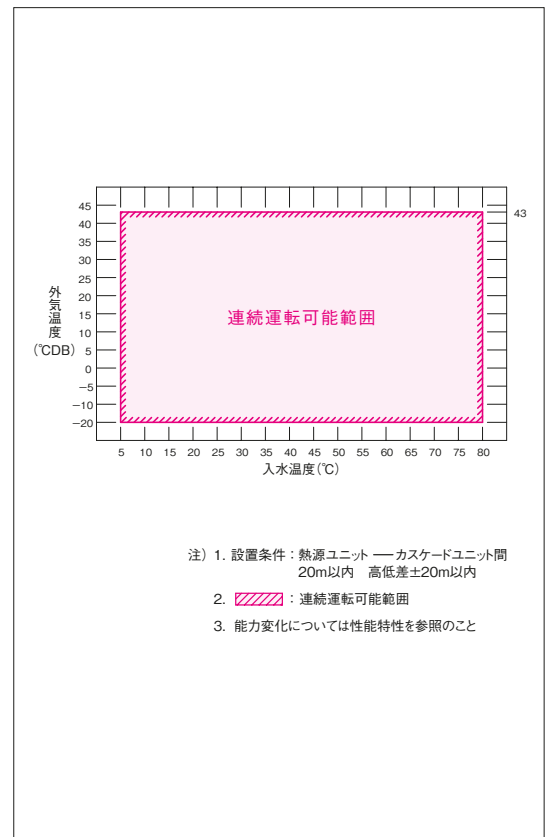 45
40
35
30
25
20
15
10
5
0
−5
−10
−20
43
外気温度
(℃DB)
連続運転可能範囲
5 10 15 20 25 30 35 40 45 50 55 60 65 70 75 80
入水温度(℃)
注) 1. 設置条件：熱源ユニット ── カスケードユニット間
20m以内 高低差±20m以内
2. ：連続運転可能範囲
3. 能力変化については性能特性を参照のこと